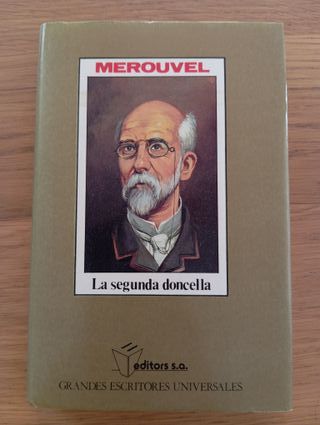 MEROUVEL
La segunda doncella
editors s.a.
GRANDES ESCRITORES UNIVERSALES